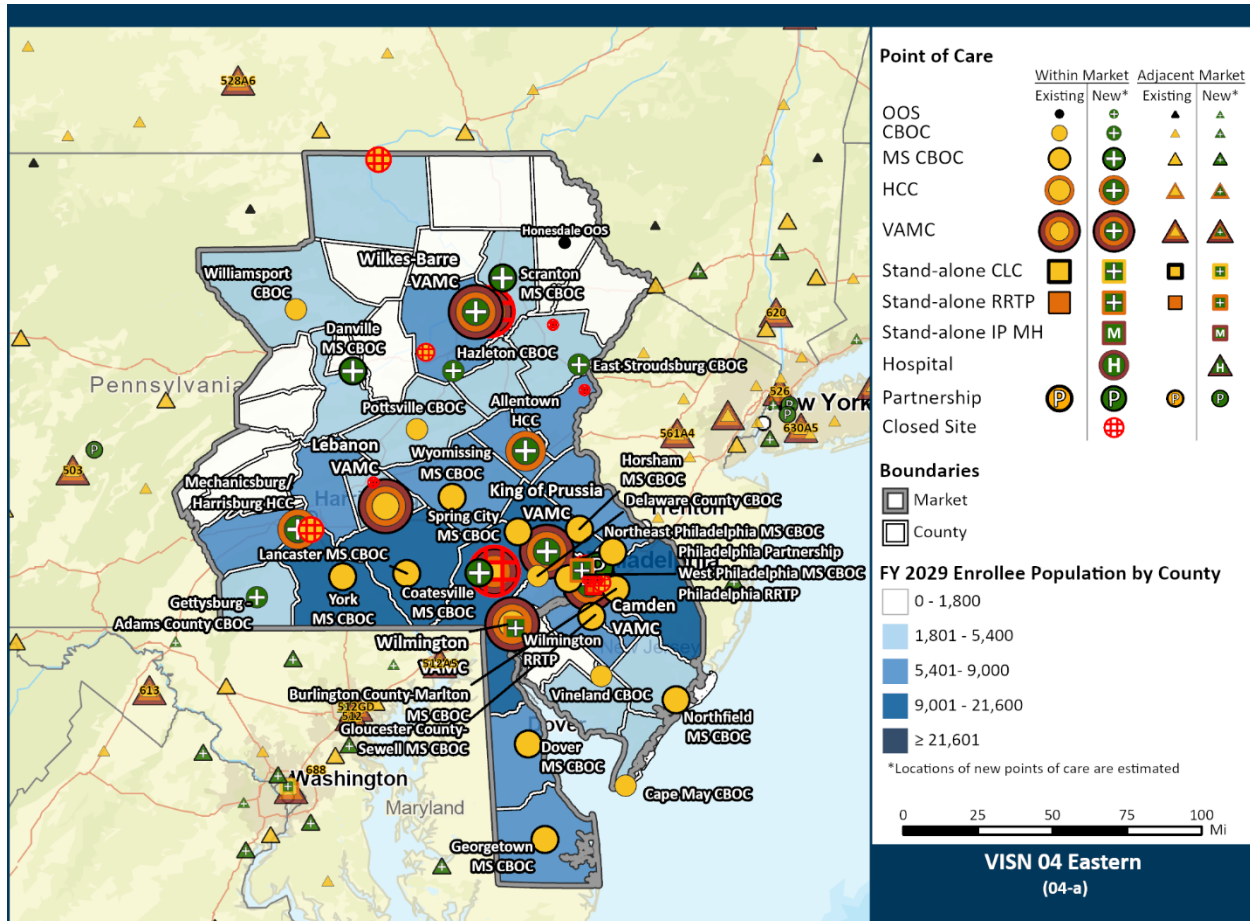 528A6
Honesdale OOS
Williamsport
CBOC
Wilkes-Barre
VAMC
Scranton
MS CBOC
Danville
MS CBOC
Hazleton CBOC
East Stroudsburg CBOC
620
Pennsylvania
Pottsville CBOC
Allentown
HCC
526
New York
P
P
561A4
630A5
Lebanon
VAMC
Wyomissing
MS CBOC
Horsham
MS CBOC
503
P
Mechanicsburg/
Harrisburg HCC
King of Prussia
VAMC
Delaware County CBOC
Trenton
Spring City
MS CBOC
Northeast Philadelphia MS CBOC
Lancaster MS CBOC
Philadelphia Partnership
P
West Philadelphia MS CBOC
Philadelphia RRTP
Gettysburg -
Adams County CBOC
York
MS CBOC
Coatesville
MS CBOC
Camden
VAMC
Wilmington
VAMC
Wilmington
RRTP
New Jersey
512A5
613
Burlington County-Marlton
MS CBOC
Vineland CBOC
512GD
512
Gloucester County-
Sewell MS CBOC
Northfield
MS CBOC
Dover
Dover
MS CBOC
688
Washington
Maryland
Cape May CBOC
Georgetown
MS CBOC
Point of Care
Within Market
Adjacent Market
Existing
New*
Existing
New*
OOS
CBOC
MS CBOC
HCC
VAMC
Stand-alone CLC
Stand-alone RRTP
Stand-alone IP MH
M
M
Hospital
H
H
Partnership
P
P
P
P
Closed Site
Boundaries
Market
County
FY 2029 Enrollee Population by County
0 - 1,800
1,801 - 5,400
5,401- 9,000
9,001 - 21,600
≥ 21,601
*Locations of new points of care are estimated
0
25
50
75
100
Mi
VISN 04 Eastern
(04-a)